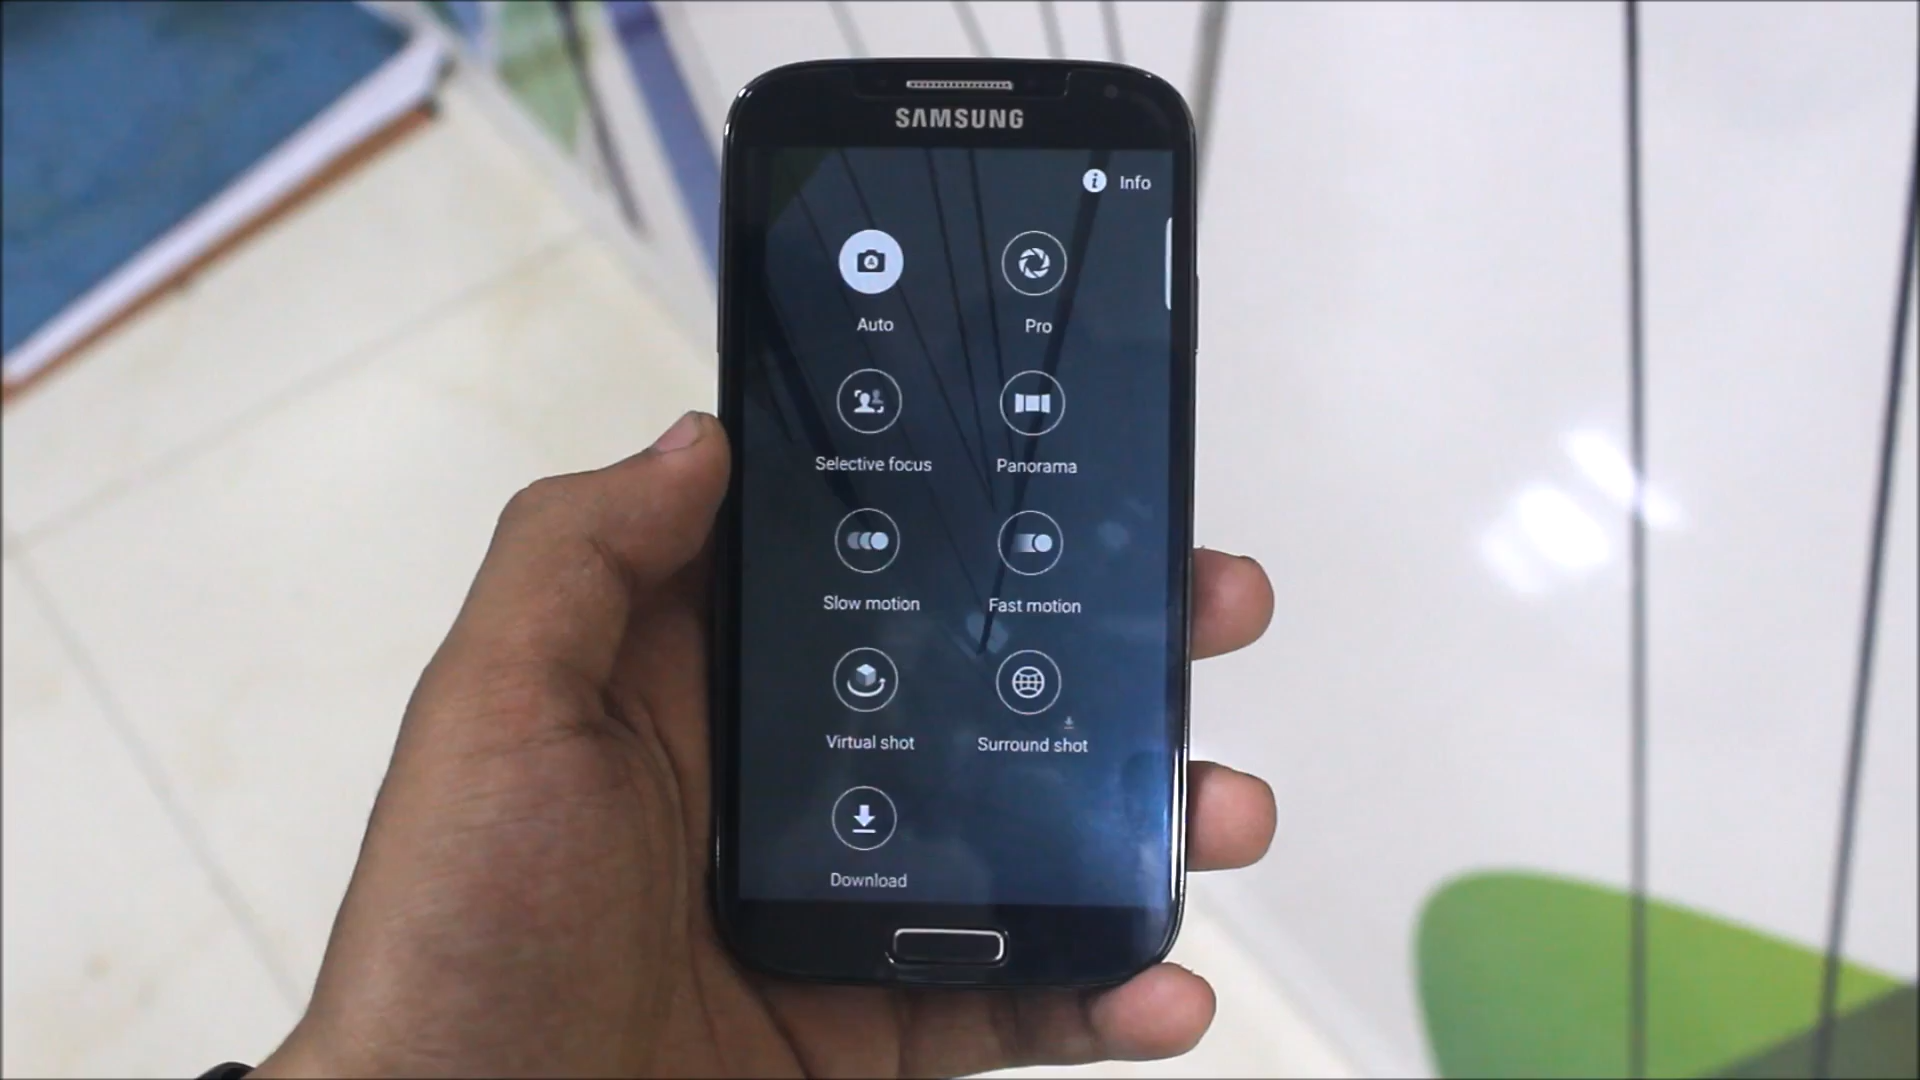 SAMSUNG
Info
Auto
Pro
Selective focus
Panorama
Slow motion
Fast motion
Virtual shot
Surround shot
Download